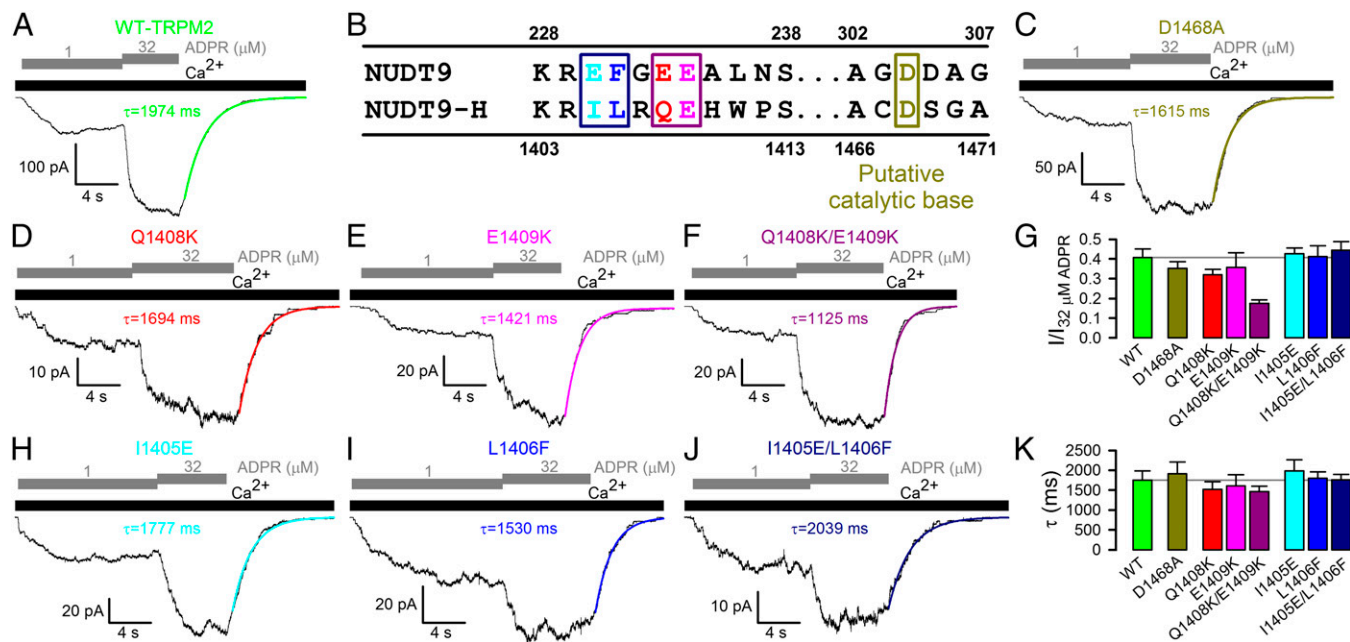 A
WT-TRPM2
1
32
ADPR (μM)
Ca2+
τ=1974 ms
100 pA
4 s
B
228 238 302 307
NUDT9 K R E F G E E A L N S . . . A G D D A G
NUDT9-H K R I L R Q E H W P S . . . A C D S G A
1403 1413 1466 1471
Putative
catalytic base
C
D1468A
1
32
ADPR (μM)
Ca2+
τ=1615 ms
50 pA
4 s
D
Q1408K
1
32
ADPR (μM)
Ca2+
τ=1694 ms
10 pA
4 s
E
E1409K
1
32
ADPR (μM)
Ca2+
τ=1421 ms
20 pA
4 s
F
Q1408K/E1409K
1
32
ADPR (μM)
Ca2+
τ=1125 ms
20 pA
4 s
G
I/I32 μM ADPR
0.5
0.4
0.3
0.2
0.1
0.0
WT
D1468A
Q1408K
E1409K
Q1408K/E1409K
I1405E
L1406F
I1405E/L1406F
H
I1405E
1
32
ADPR (μM)
Ca2+
τ=1777 ms
20 pA
4 s
I
L1406F
1
32
ADPR (μM)
Ca2+
τ=1530 ms
20 pA
4 s
J
I1405E/L1406F
1
32
ADPR (μM)
Ca2+
τ=2039 ms
10 pA
4 s
K
τ (ms)
2500
2000
1500
1000
500
0
WT
D1468A
Q1408K
E1409K
Q1408K/E1409K
I1405E
L1406F
I1405E/L1406F